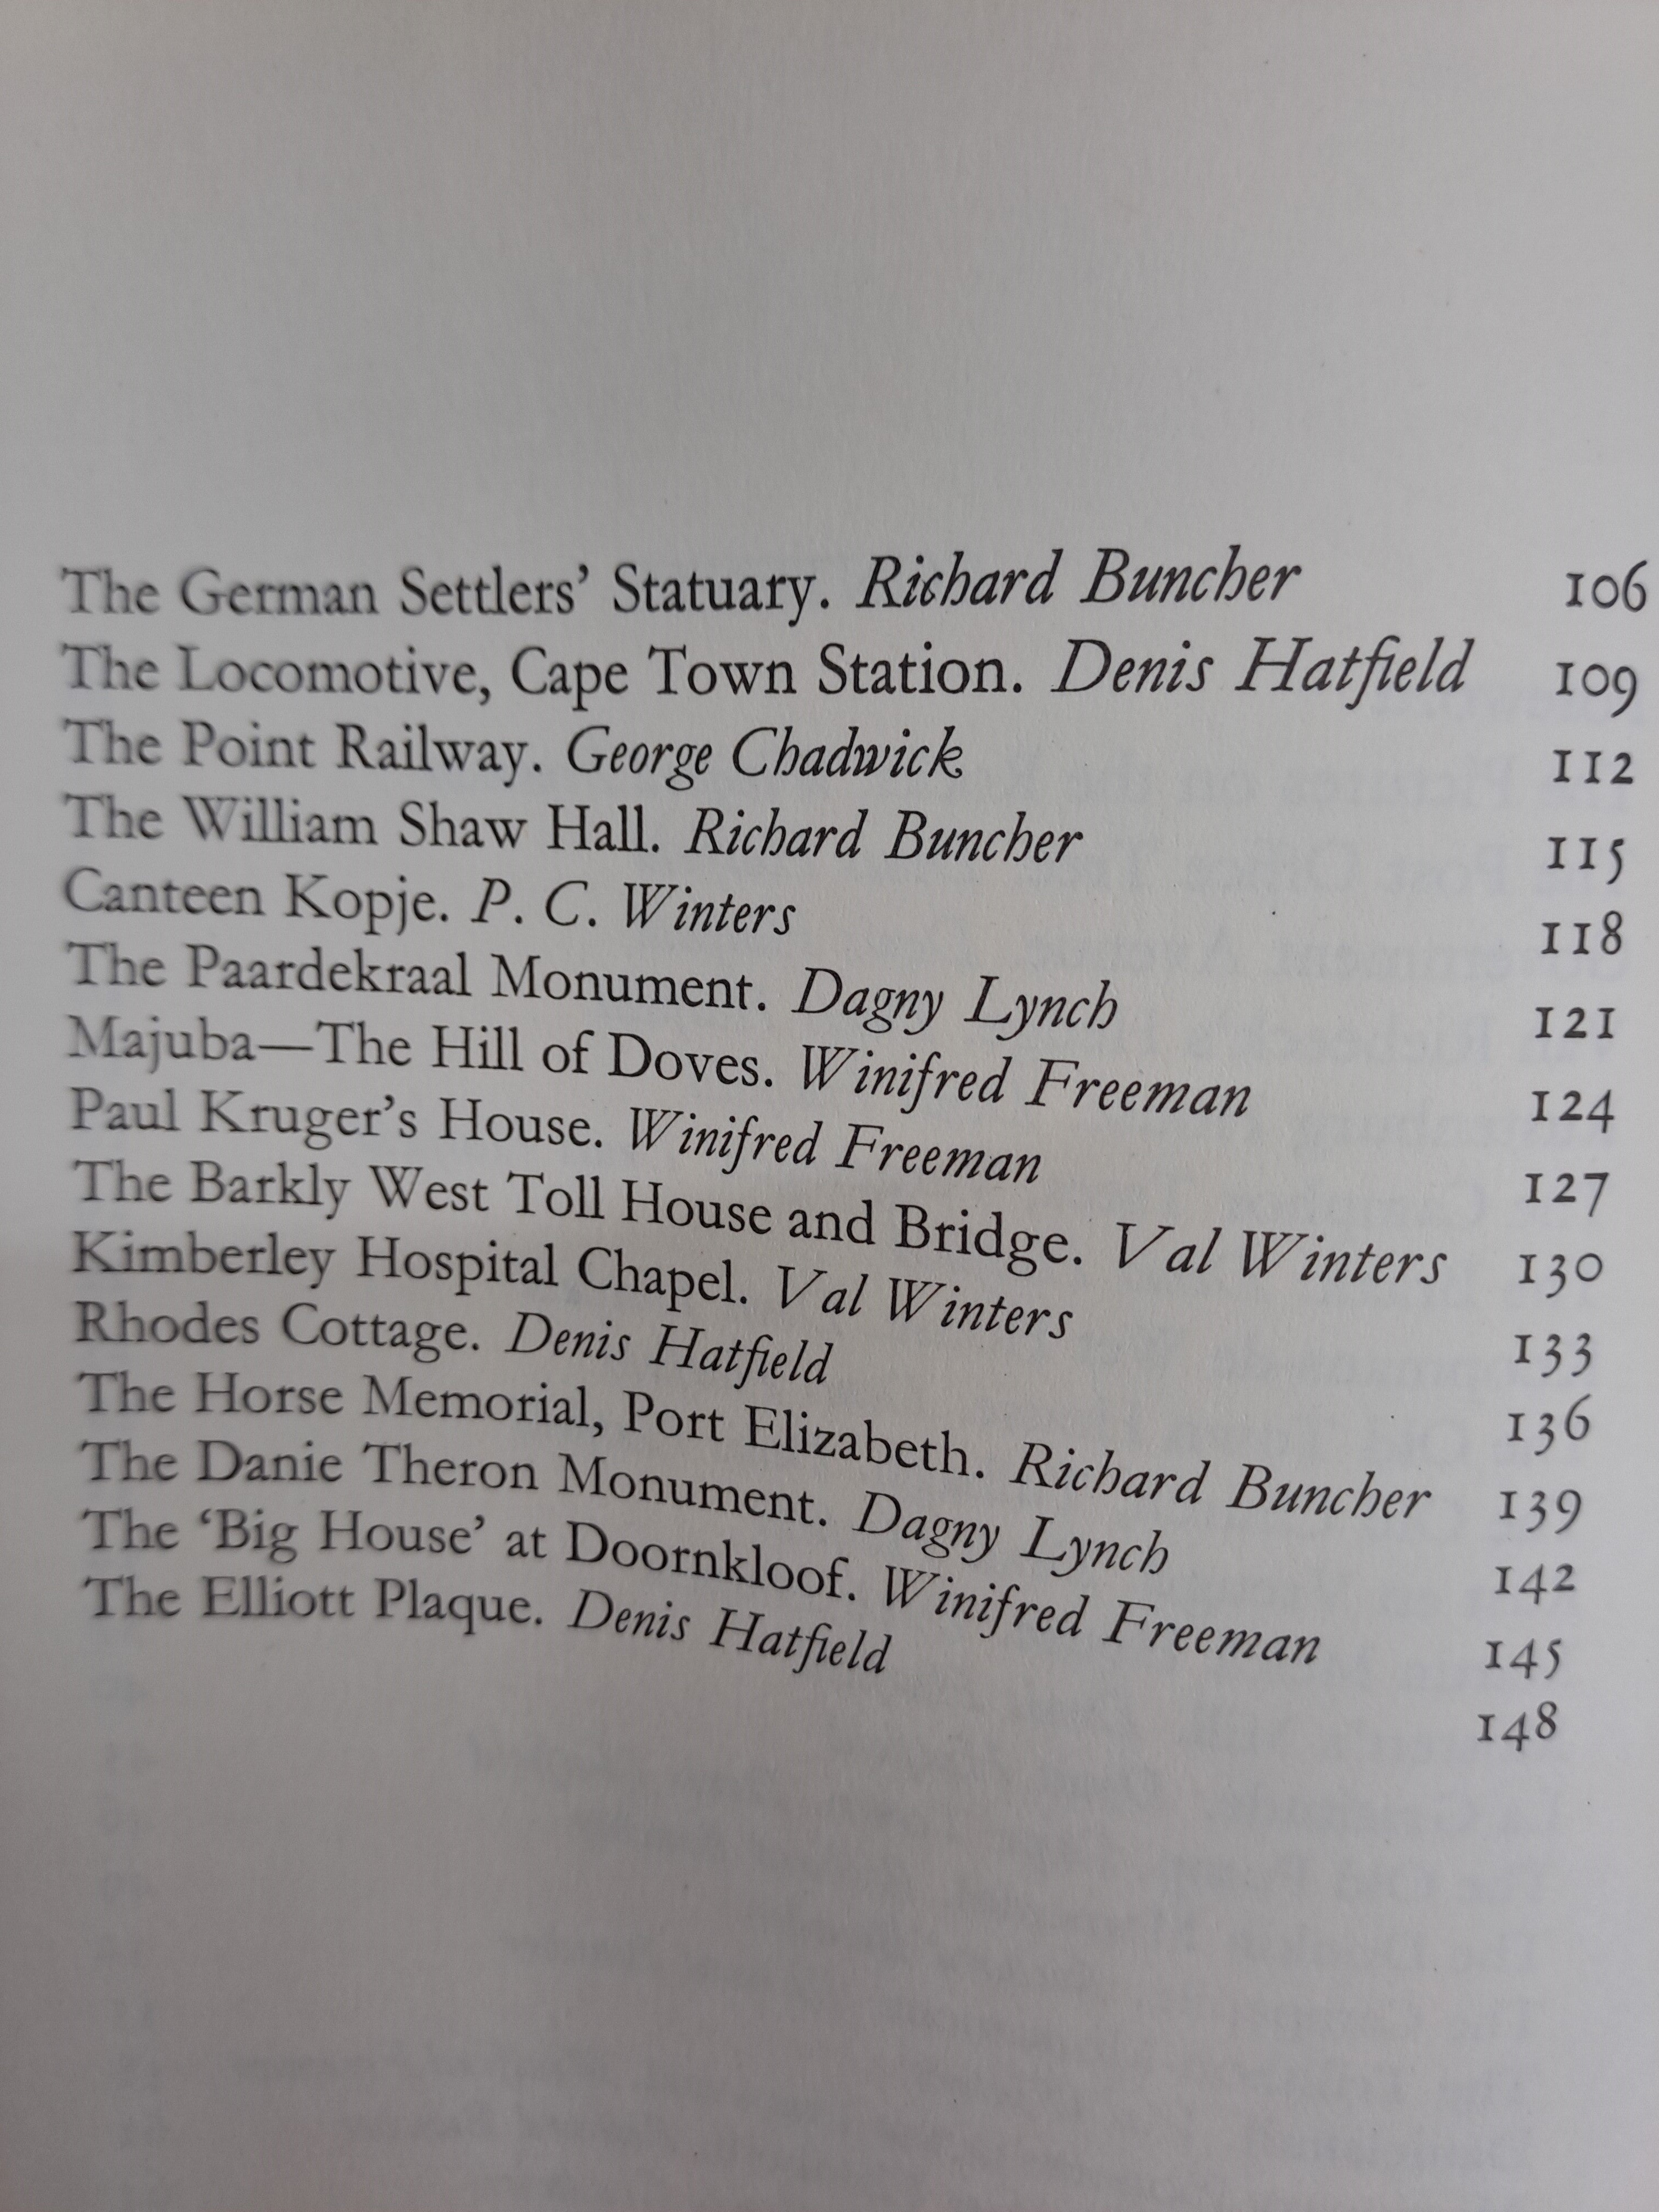 The German Settlers’ Statuary. Richard Buncher 106
The Locomotive, Cape Town Station. Denis Hatfield 109
The Point Railway. George Chadwick 112
The William Shaw Hall. Richard Buncher 115
Canteen Kopje. P. C. Winters 118
The Paardekraal Monument. Dagny Lynch 121
Majuba—The Hill of Doves. Winifred Freeman 124
Paul Kruger’s House. Winifred Freeman 127
The Barkly West Toll House and Bridge. Val Winters 130
Kimberley Hospital Chapel. Val Winters 133
Rhodes Cottage. Denis Hatfield 136
The Horse Memorial, Port Elizabeth. Richard Buncher 139
The Danie Theron Monument. Dagny Lynch 142
The ‘Big House’ at Doornkloof. Winifred Freeman 145
The Elliott Plaque. Denis Hatfield 148